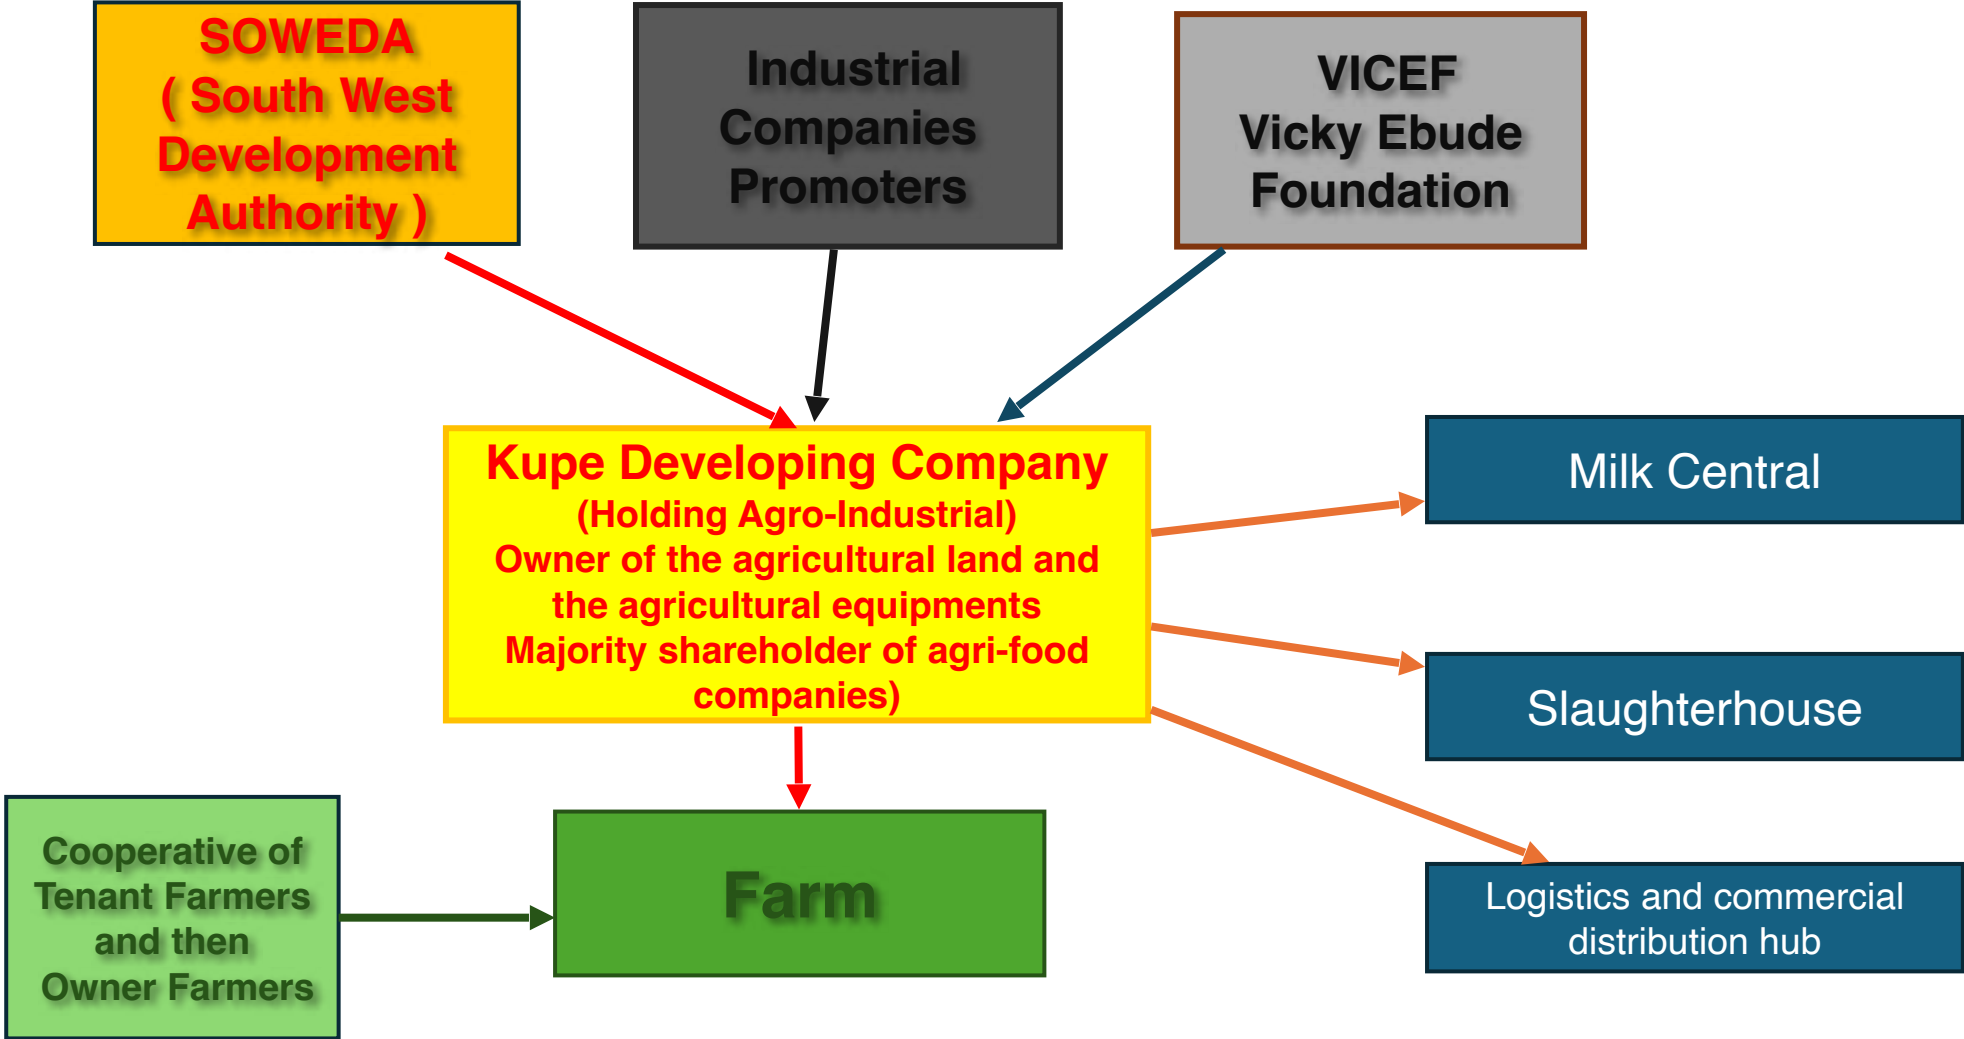 SOWEDA
( South West
Development
Authority )
Industrial
Companies
Promoters
VICEF
Vicky Ebude
Foundation
Kupe Developing Company
(Holding Agro-Industrial)
Owner of the agricultural land and
the agricultural equipments
Majority shareholder of agri-food
companies)
Milk Central
Slaughterhouse
Logistics and commercial
distribution hub
Cooperative of
Tenant Farmers
and then
Owner Farmers
Farm